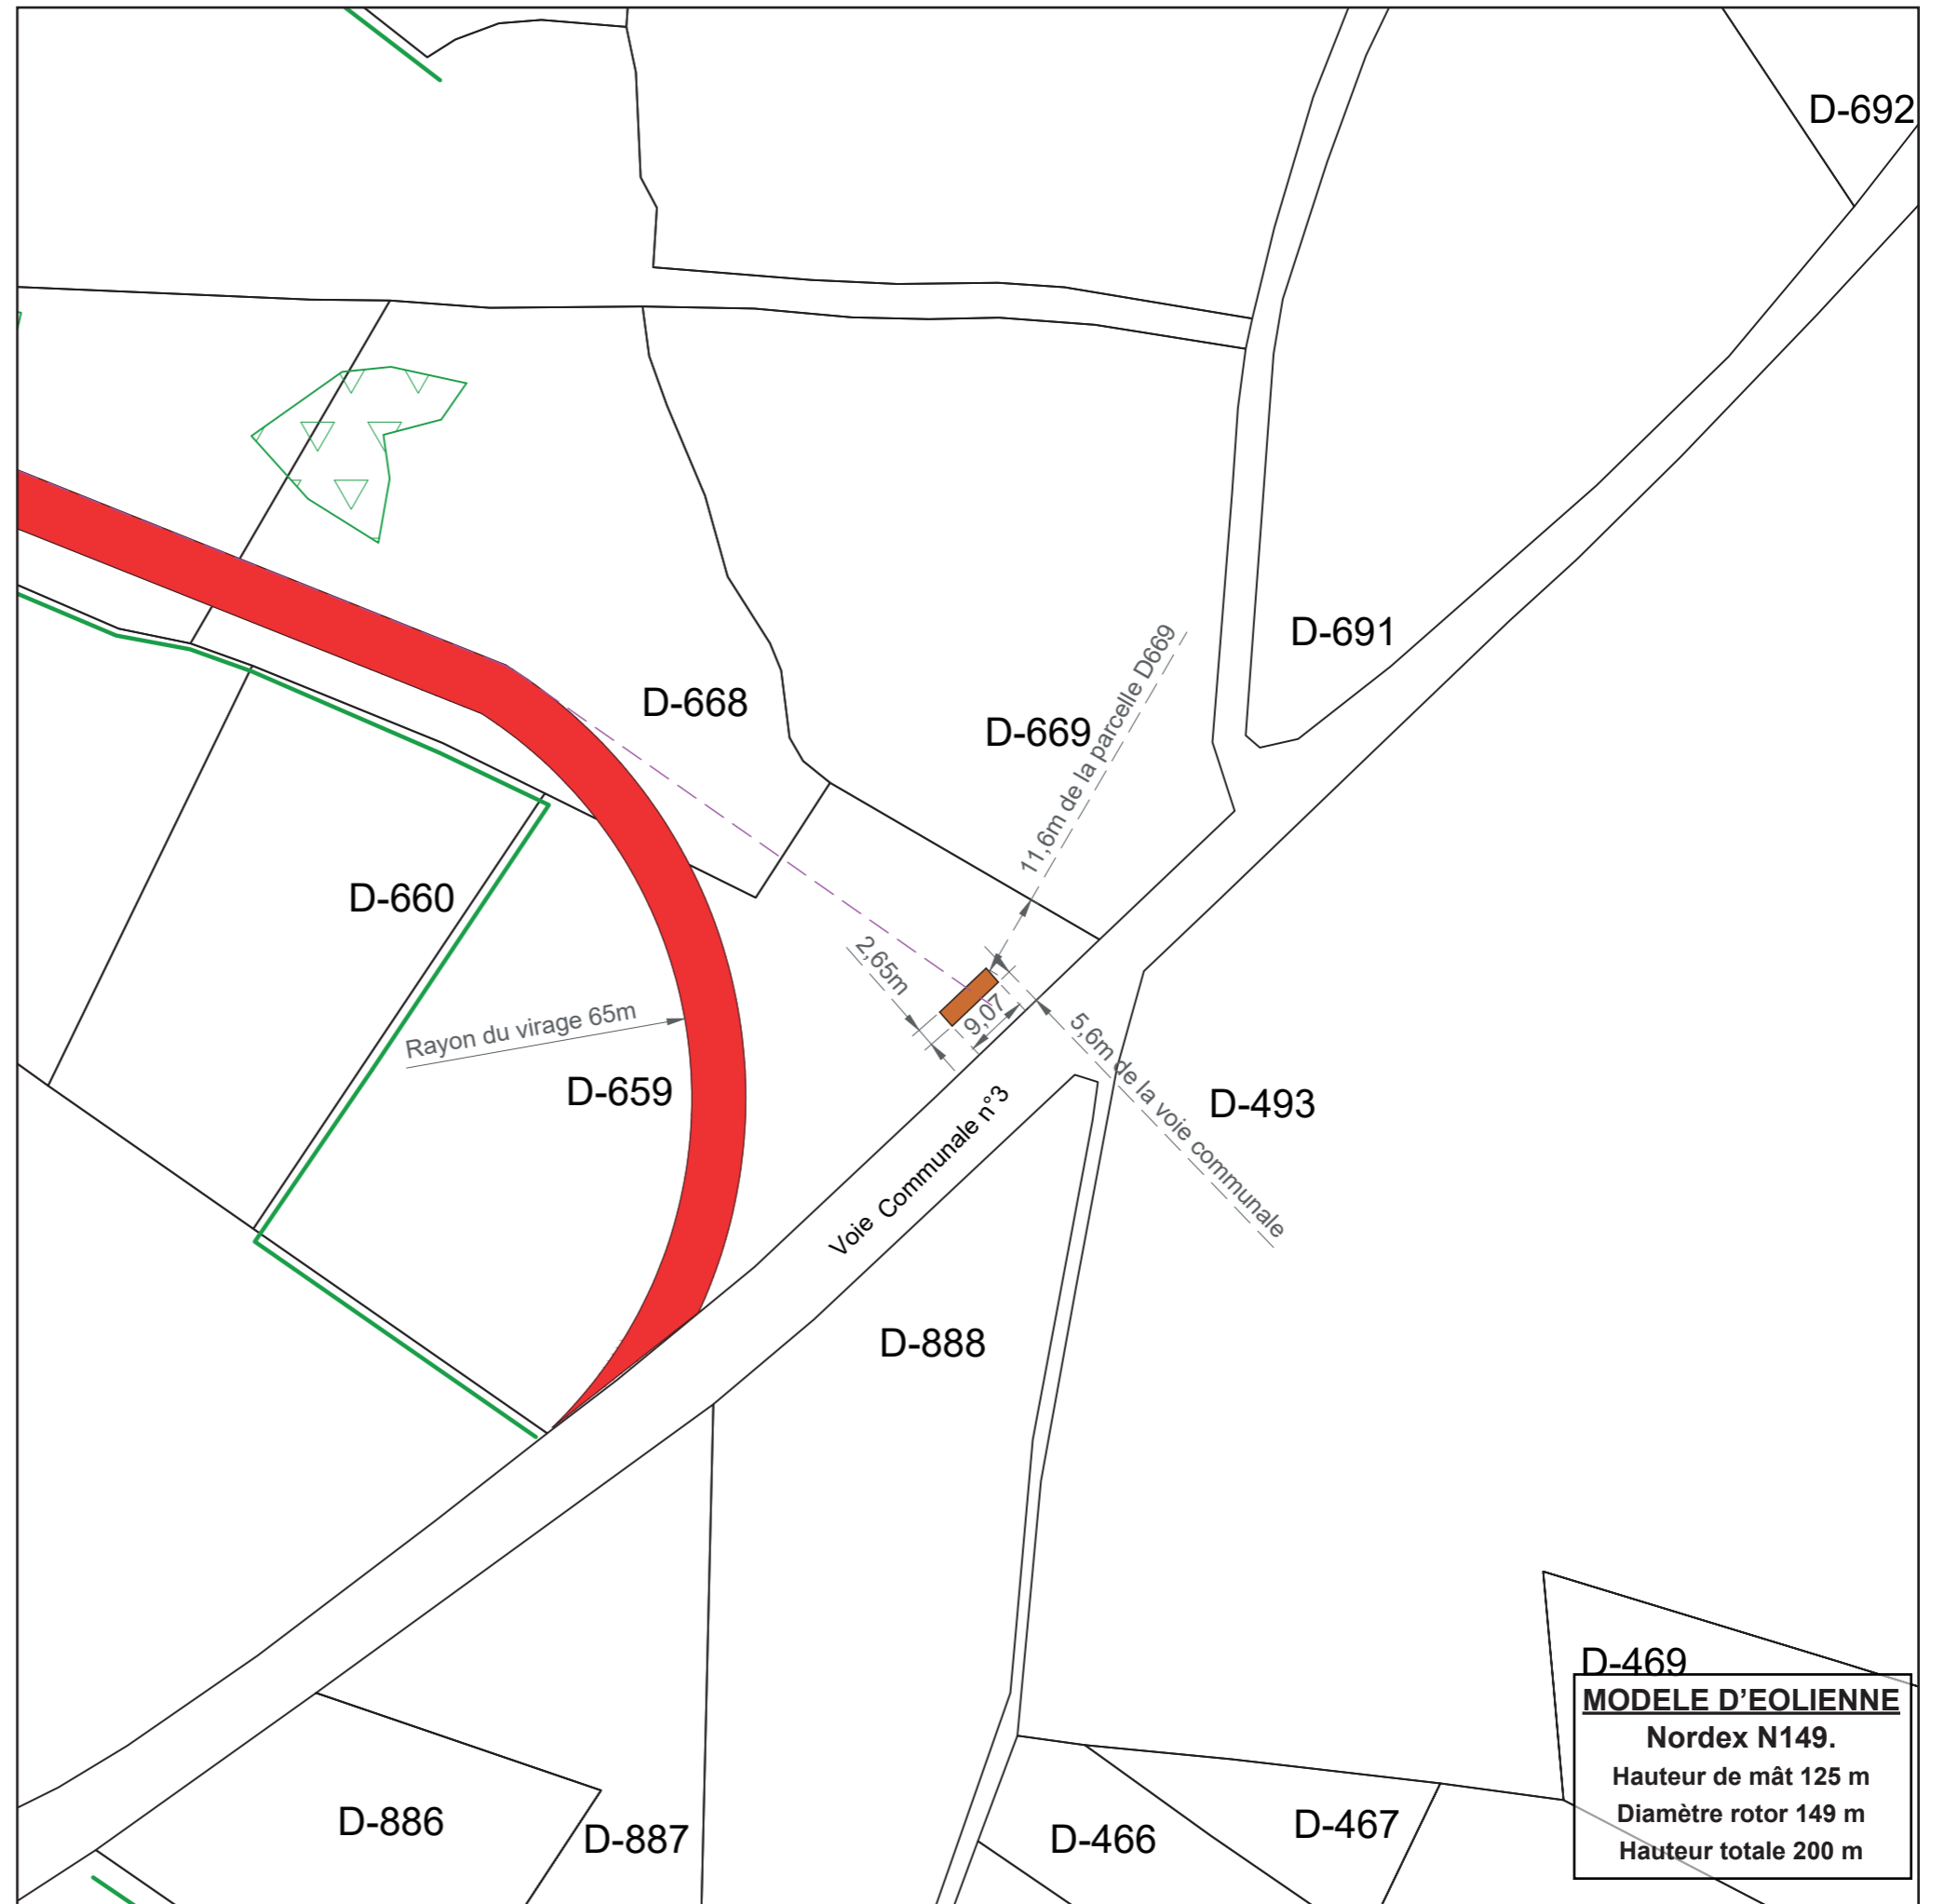 D-692
D-691
D-668
D-669
11,6m de la parcelle D669
D-660
2,65m
9,07
Rayon du virage 65m
5,6m de la voie communale
D-659
D-493
Voie Communale n°3
D-888
D-469
MODELE D'EOLIENNE
Nordex N149.
Hauteur de mât 125 m
Diamètre rotor 149 m
Hauteur totale 200 m
D-886
D-887
D-466
D-467